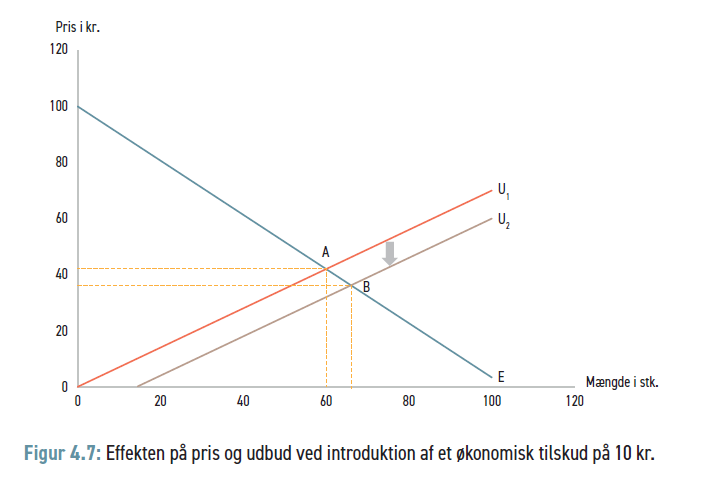 Pris i kr.
120
100
80
60
40
20
0
U1
U2
A
B
E
Mængde i stk.
0 20 40 60 80 100 120
Figur 4.7: Effekten på pris og udbud ved introduktion af et økonomisk tilskud på 10 kr.